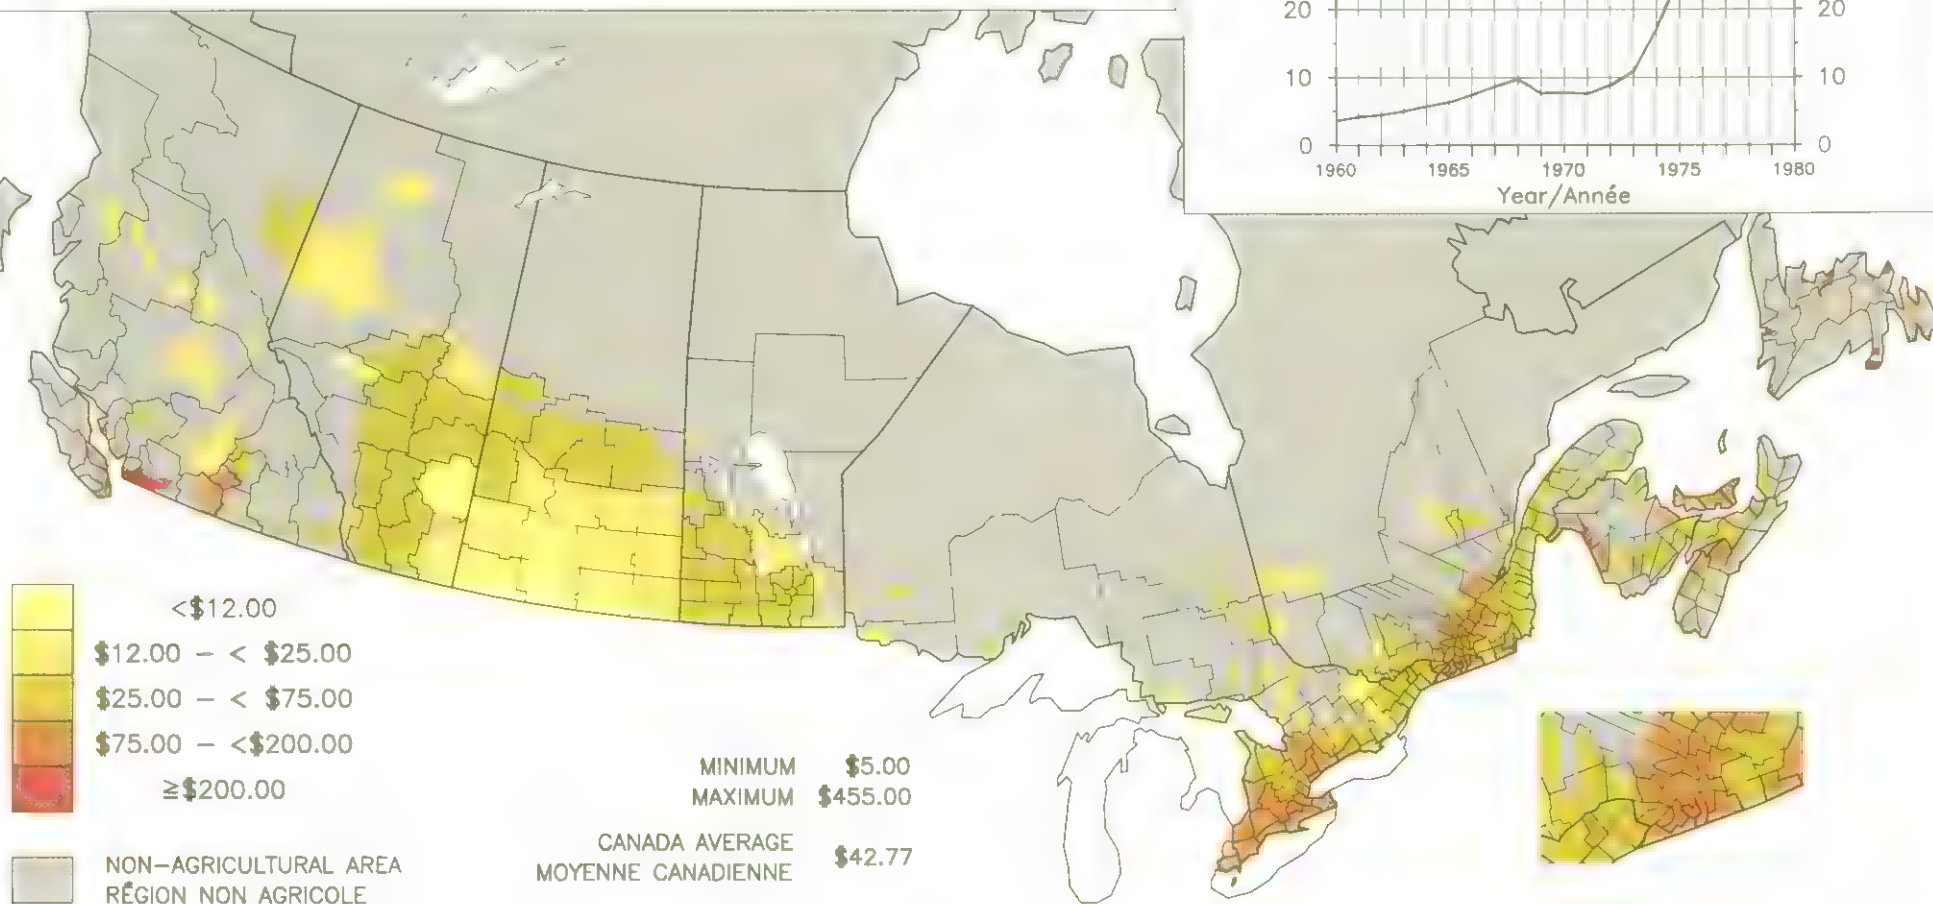 20 20
10 10
0 0
1960 1965 1970 1975 1980
Year/Année
<$12.00
$12.00 – < $25.00
$25.00 – < $75.00
$75.00 – <$200.00
≥$200.00
NON–AGRICULTURAL AREA
RÉGION NON AGRICOLE
MINIMUM $5.00
MAXIMUM $455.00
CANADA AVERAGE
MOYENNE CANADIENNE
$42.77